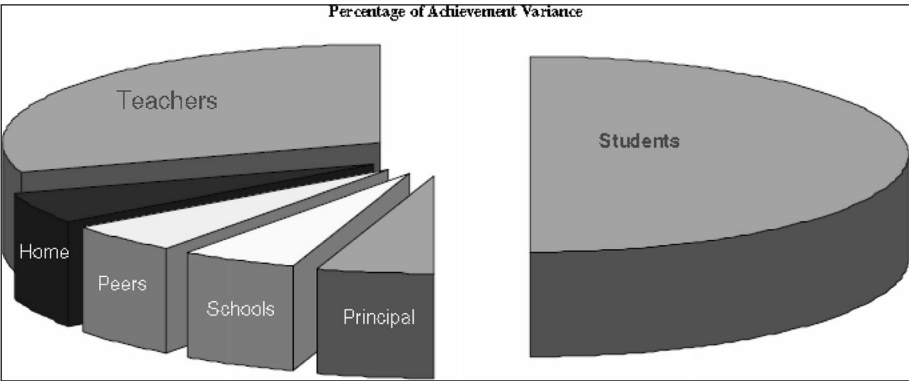 Percentage of Achievement Variance
Teachers
Students
Home
Peers
Schools
Principal